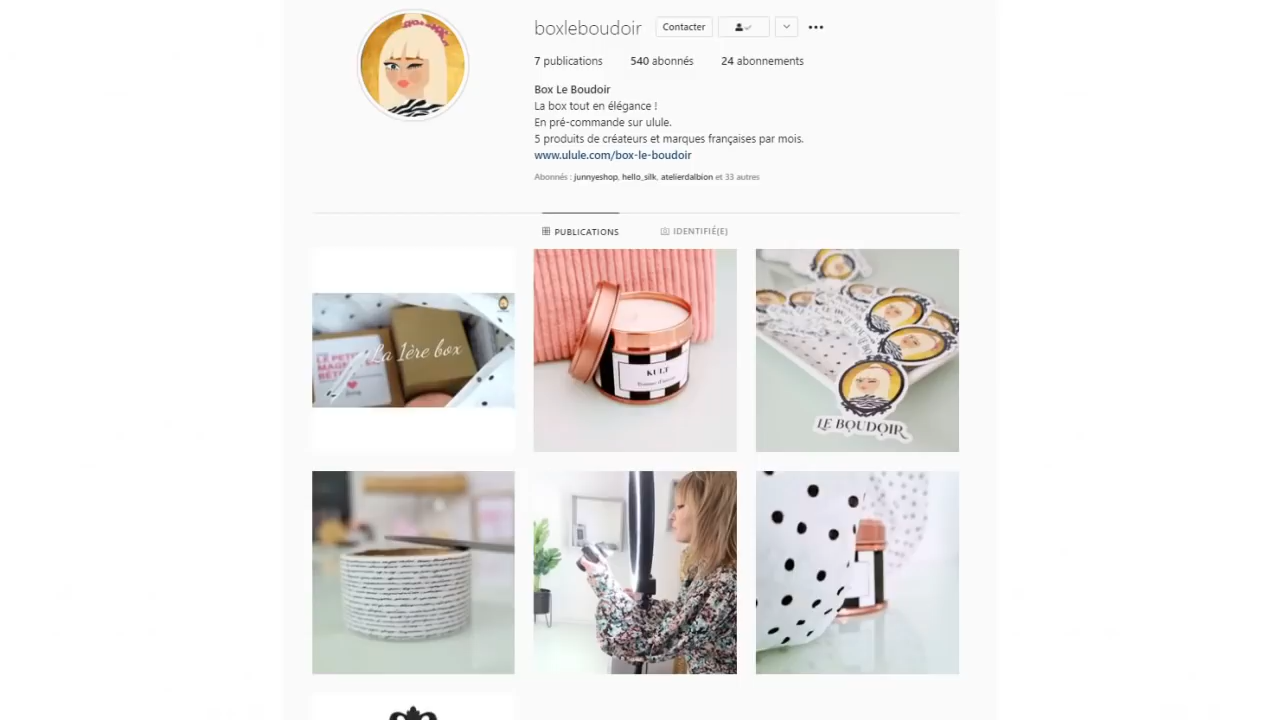 boxleboudoir Contacter
7 publications 540 abonnés 24 abonnements
Box Le Boudoir
La box tout en élégance !
En pré-commande sur ulule.
5 produits de créateurs et marques françaises par mois.
www.ulule.com/box-le-boudoir
Abonnés : junnyeshop, hello_silk, atelierdalbion et 33 autres
PUBLICATIONS IDENTIFIÉ(E)
La 1ère box
KULT
LE BOUDOIR